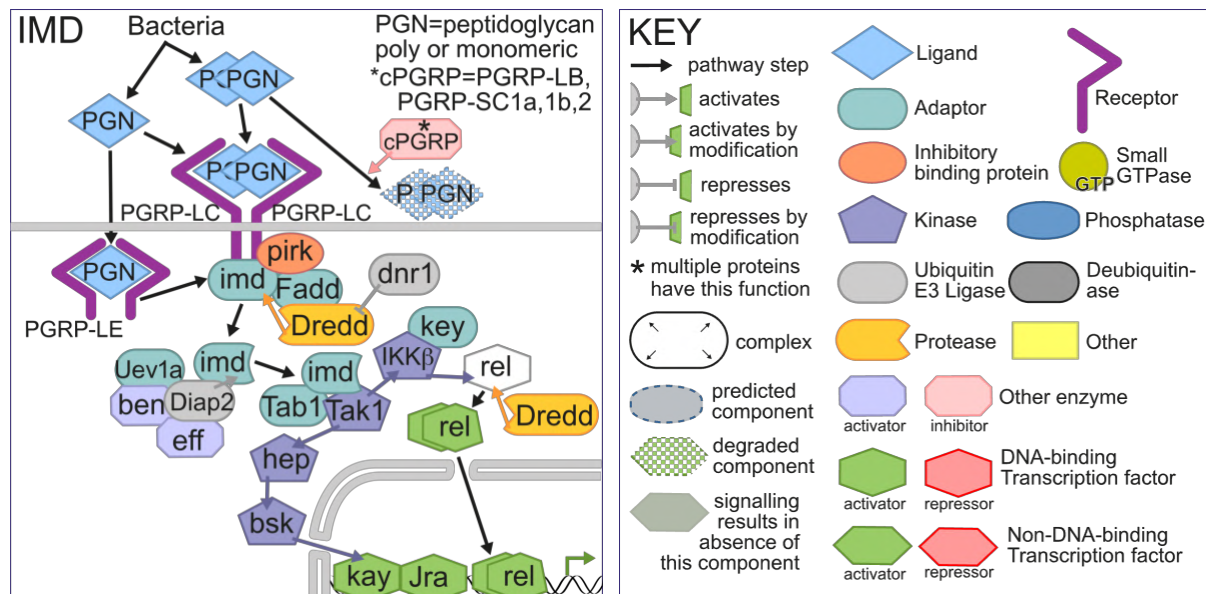 IMD
Bacteria
PGN=peptidoglycan
poly or monomeric
*cPGRP=PGRP-LB,
PGRP-SC1a,1b,2
PGN
PGN
*
cPGRP
PGN
P PGN
PGRP-LC
PGRP-LC
PGN
PGRP-LE
pirk
imd
Fadd
dnr1
Dredd
key
IKKβ
rel
imd
Uev1a
ben
Diap2
eff
imd
Tab1
Tak1
Dredd
rel
hep
bsk
kay
Jra
rel
KEY
pathway step
activates
activates by
modification
represses
represses by
modification
* multiple proteins
have this function
complex
predicted
component
degraded
component
signalling
results in
absence of
this component
Ligand
Adaptor
Inhibitory
binding protein
Kinase
Ubiquitin
E3 Ligase
Protease
Receptor
GTP
Small
GTPase
Phosphatase
Deubiquitin-
ase
Other
Other enzyme
activator
inhibitor
DNA-binding
Transcription factor
activator
repressor
Non-DNA-binding
Transcription factor
activator
repressor